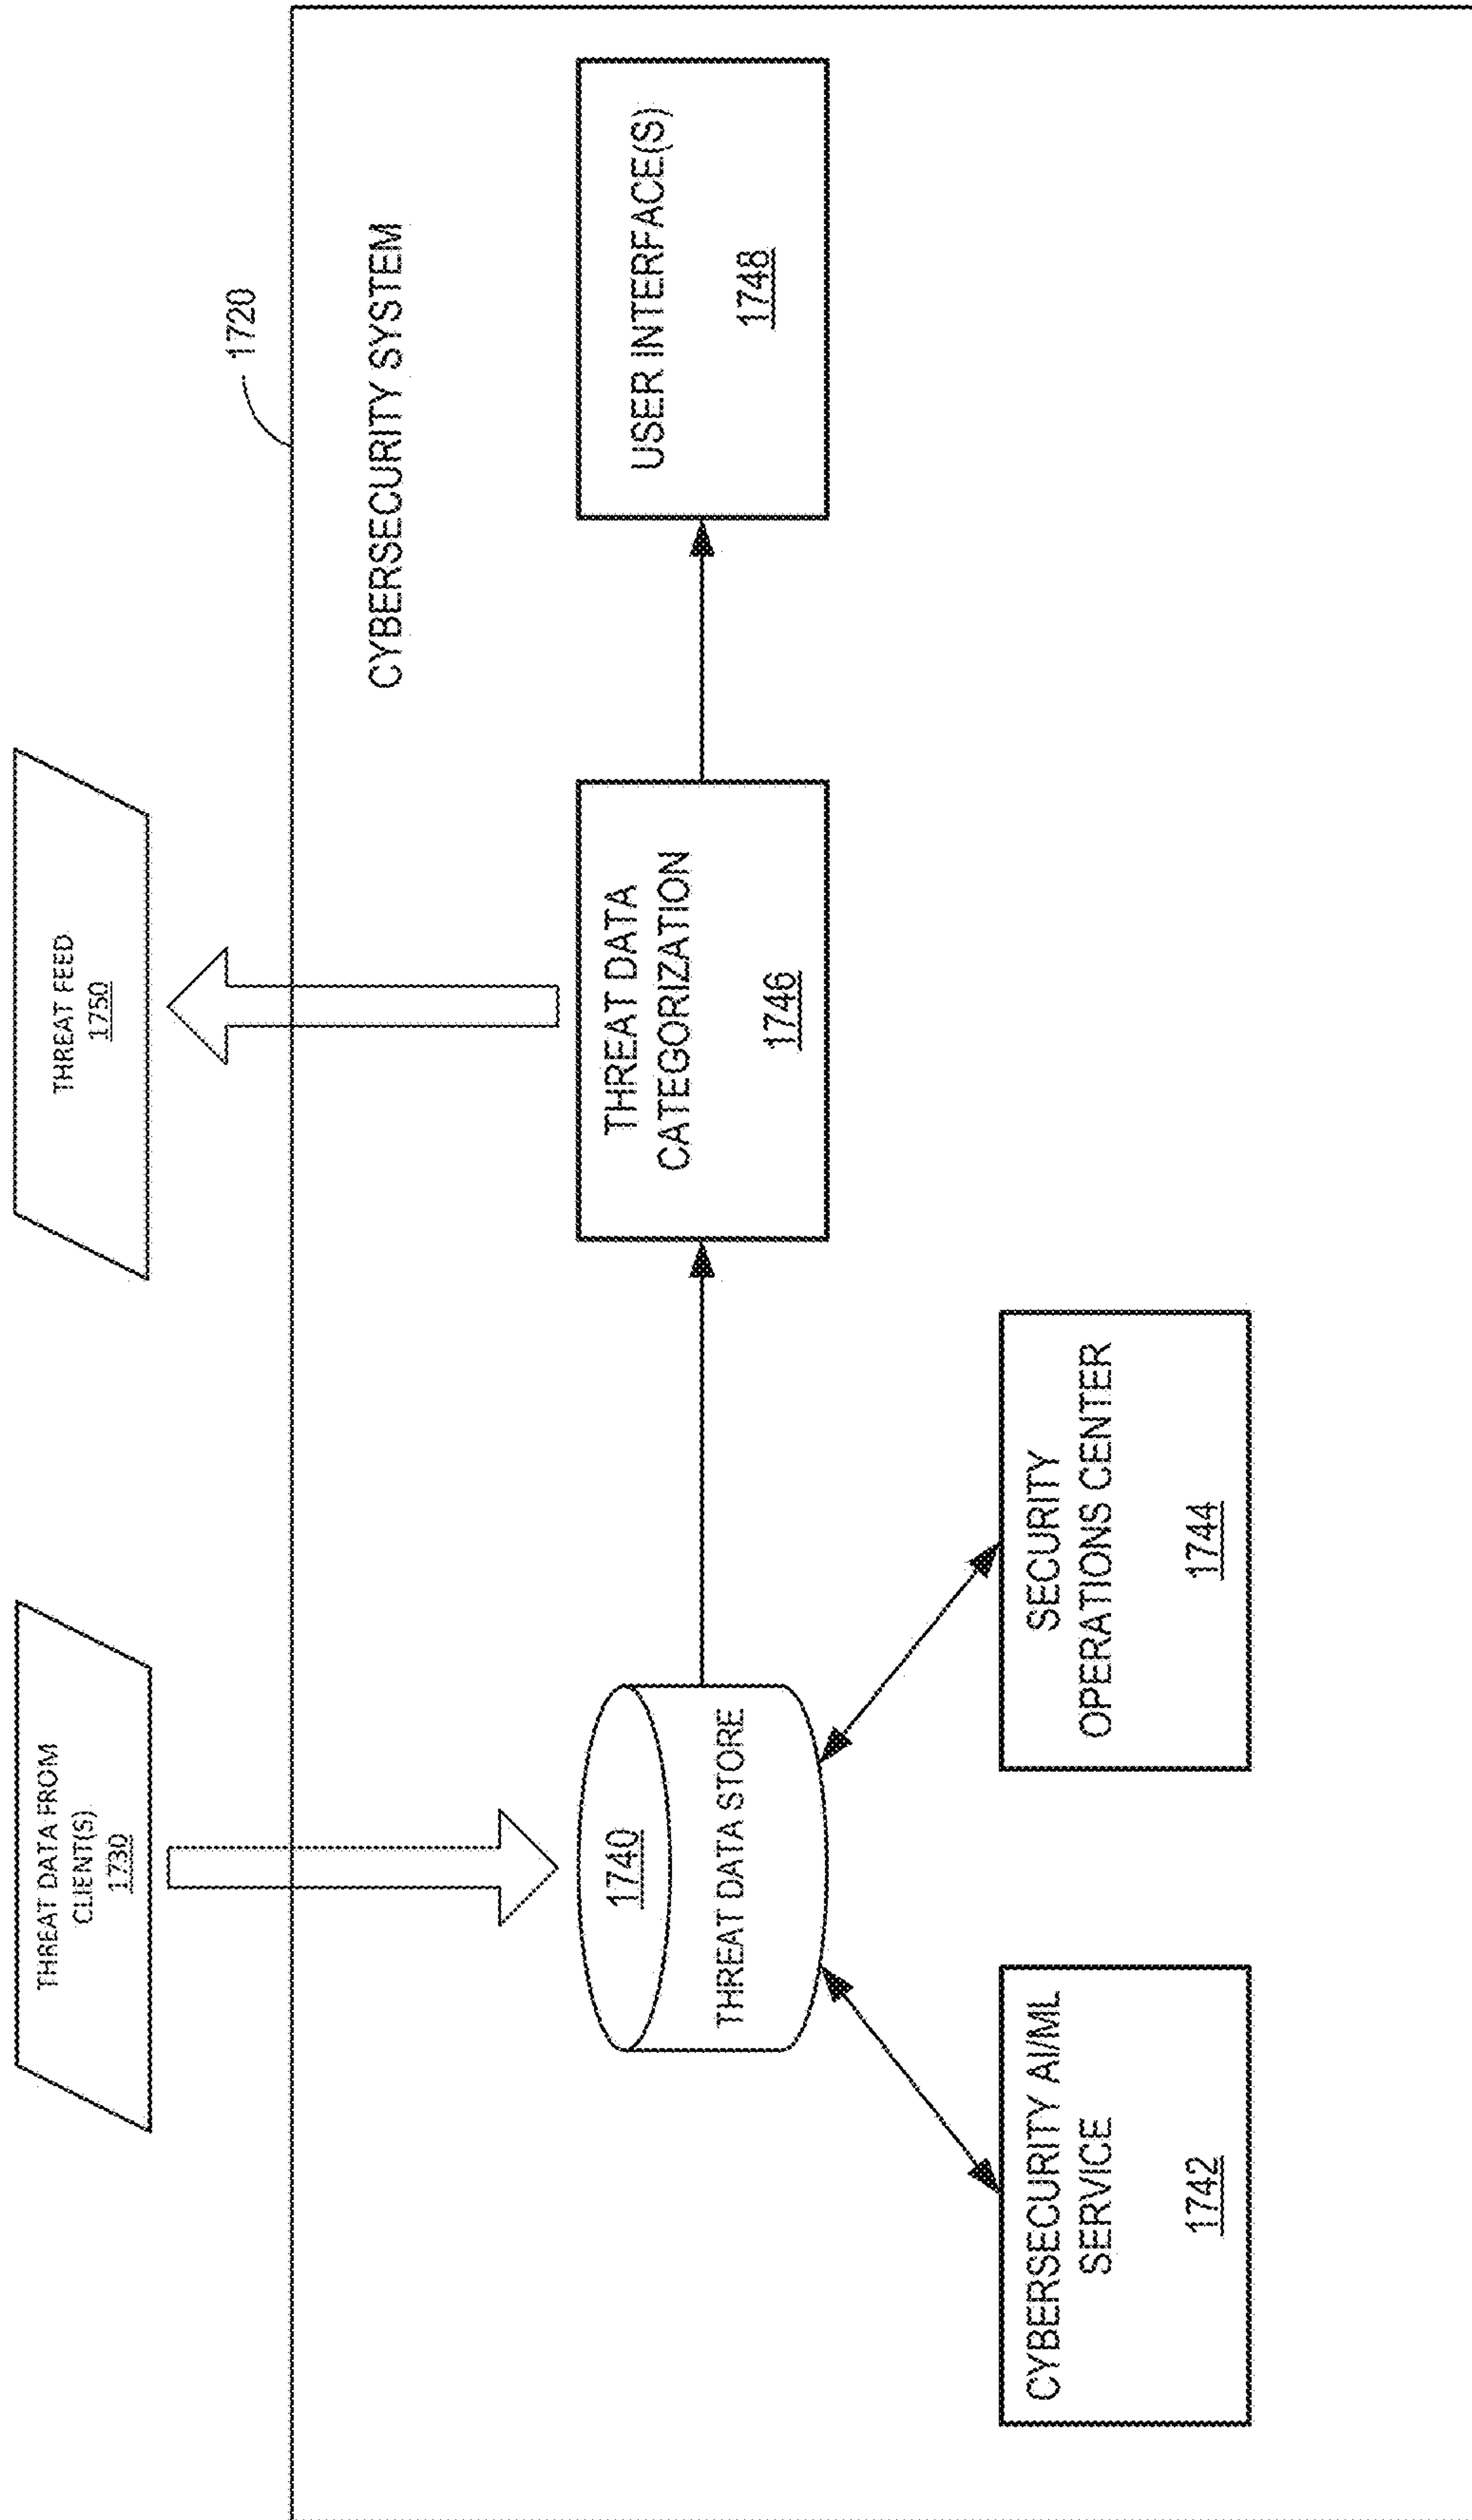 THREAT DATA FROM
CLIENT(S)
1730
THREAT FEED
1750
1720
CYBERSECURITY SYSTEM
1740
THREAT DATA STORE
THREAT DATA
CATEGORIZATION
1746
USER INTERFACE(S)
1748
CYBERSECURITY AI/ML
SERVICE
1742
SECURITY
OPERATIONS CENTER
1744